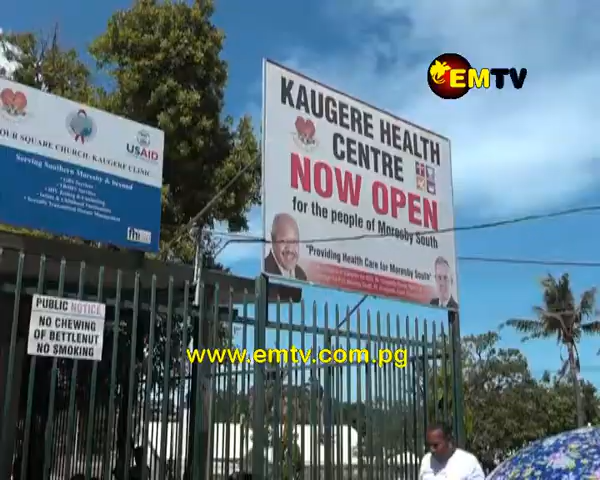 EMTV
KAUGERE HEALTH
CENTRE
NOW OPEN
for the people of Moresby South
"Providing Health Care for Moresby South"
USAID
OUR SQUARE CHURCH, KAUGERE CLINIC
Serving Southern Moresby & beyond
fhi
PUBLIC NOTICE
NO CHEWING
OF BETTLENUT
NO SMOKING
www.emtv.com.pg